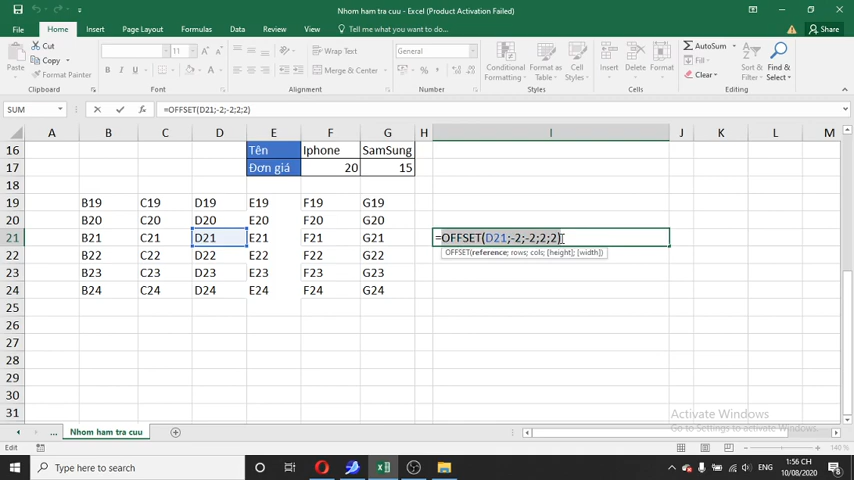 Nhom ham tra cuu - Excel (Product Activation Failed)
File Home Insert Page Layout Formulas Data Review View Tell me what you want to do... Sign in Share
Cut
Copy
Format Painter
Paste
Clipboard
11
Font
Wrap Text
Merge & Center
Alignment
General
Number
Conditional Formatting
Format as Table
Cell Styles
Styles
Insert
Delete
Format
Cells
AutoSum
Fill
Clear
Sort & Filter
Find & Select
Editing
SUM =OFFSET(D21;-2;-2;2;2)
A B C D E F G H I J K L M
16 Tên Iphone SamSung
17 Đơn giá 20 15
18
19 B19 C19 D19 E19 F19 G19
20 B20 C20 D20 E20 F20 G20
21 B21 C21 D21 E21 F21 G21 =OFFSET(D21;-2;-2;2;2)
22 B22 C22 D22 E22 F22 G22 OFFSET(reference; rows; cols; [height]; [width])
23 B23 C23 D23 E23 F23 G23
24 B24 C24 D24 E24 F24 G24
25
26
27
28
29
30
31
Activate Windows
Go to Settings to activate Windows.
... Nhom ham tra cuu
Edit 140 %
Type here to search
ENG
1:56 CH
10/08/2020
8